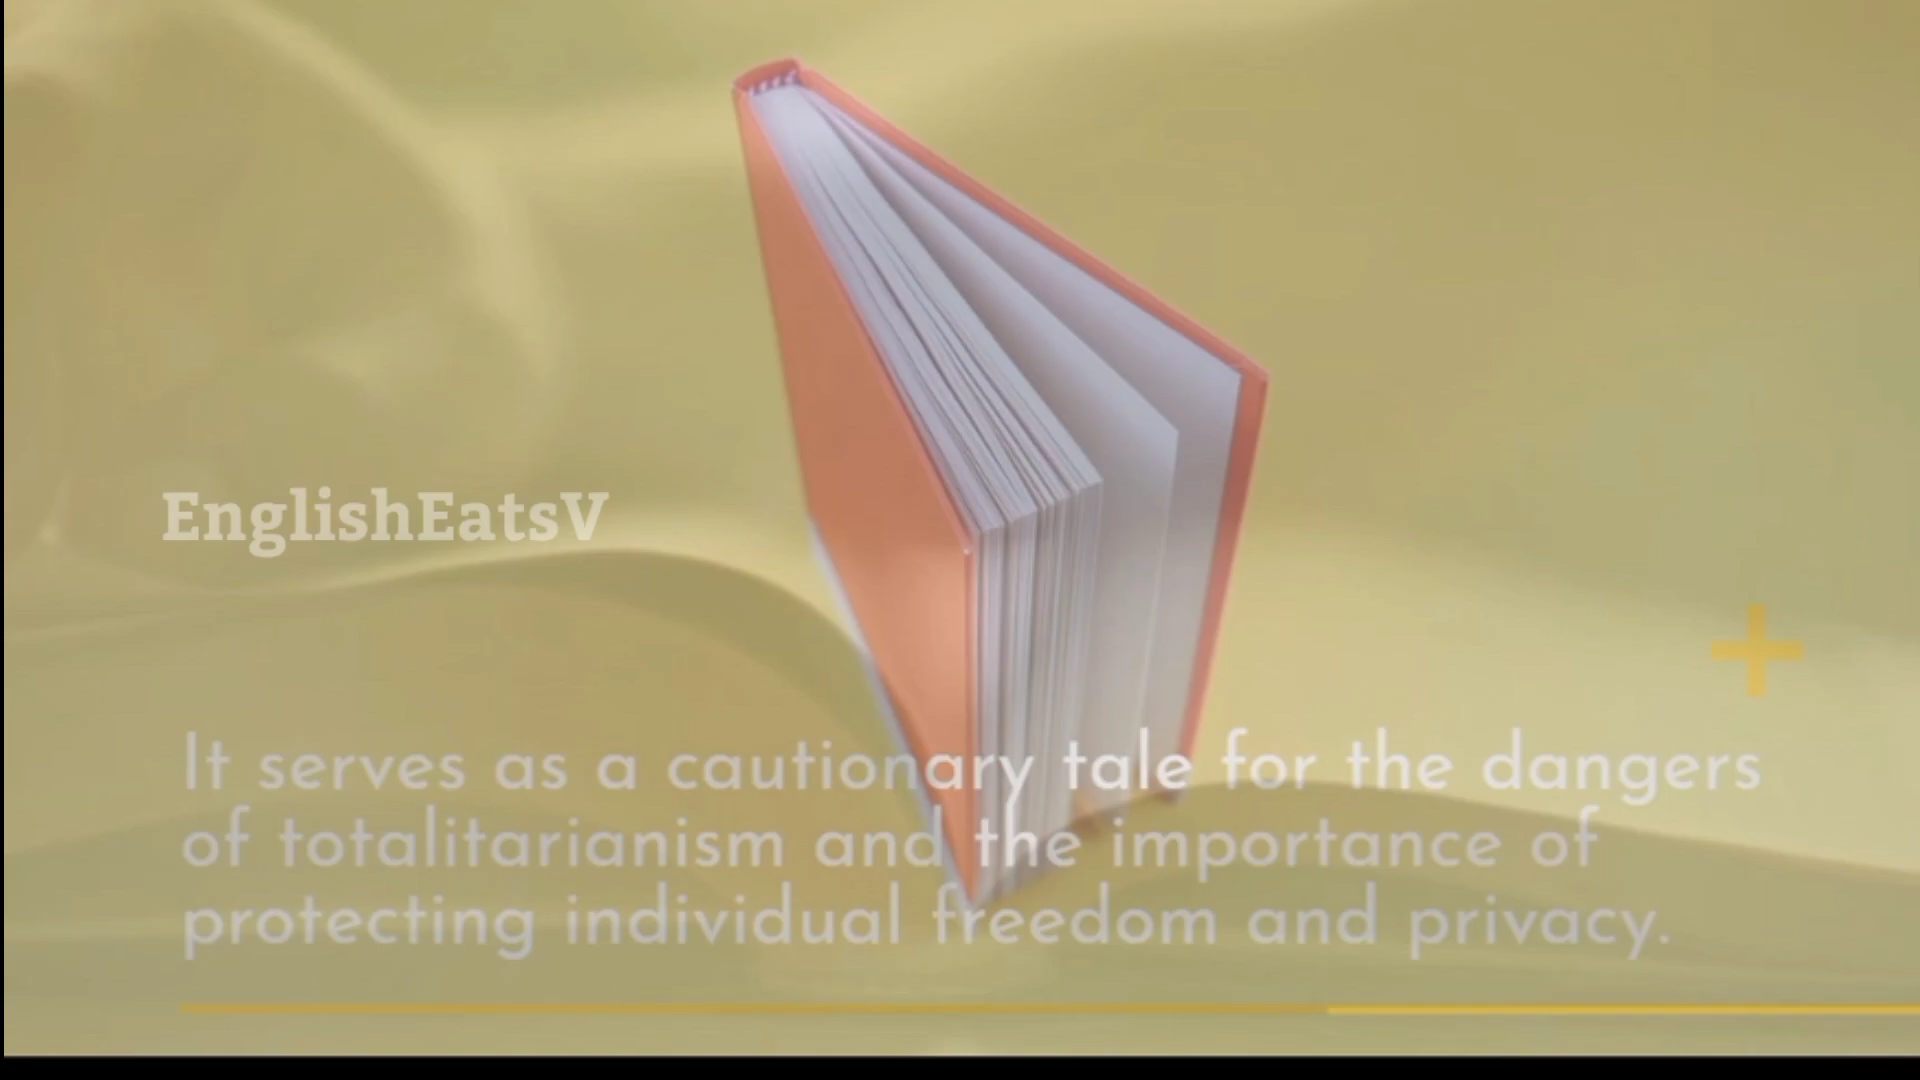 EnglishEatsV
It serves as a cautionary tale for the dangers
of totalitarianism and the importance of
protecting individual freedom and privacy.